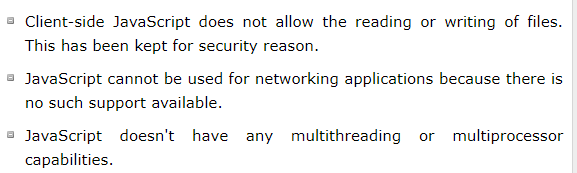 Client-side JavaScript does not allow the reading or writing of files.
This has been kept for security reason.
JavaScript cannot be used for networking applications because there is
no such support available.
JavaScript doesn't have any multithreading or multiprocessor
capabilities.